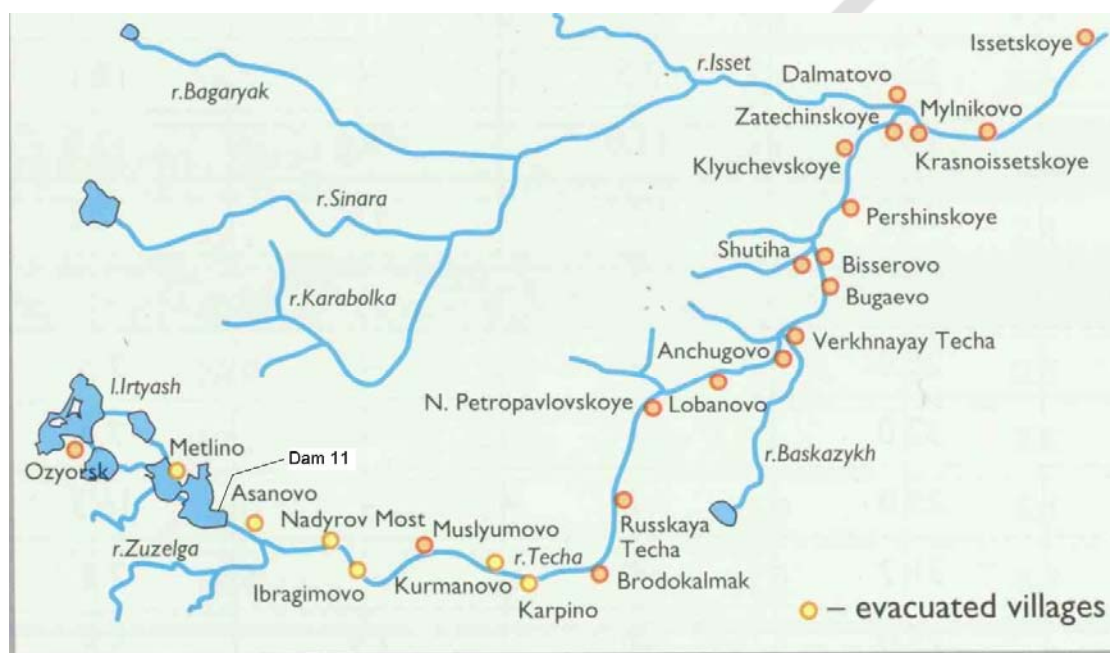 Issetskoye
r.Isset
Dalmatovo
r.Bagaryak
Mylnikovo
Zatechinskoye
Klyuchevskoye
Krasnoissetskoye
r.Sinara
Pershinskoye
Shutiha
Bisserovo
r.Karabolka
Bugaevo
Verkhnayay Techa
Anchugovo
l.Irtyash
N. Petropavlovskoye
Lobanovo
Metlino
Ozyorsk
Dam 11
r.Baskazykh
Asanovo
Nadyrov Most
Muslyumovo
Russkaya
Techa
r.Zuzelga
r.Techa
Ibragimovo
Kurmanovo
Brodokalmak
Karpino
– evacuated villages